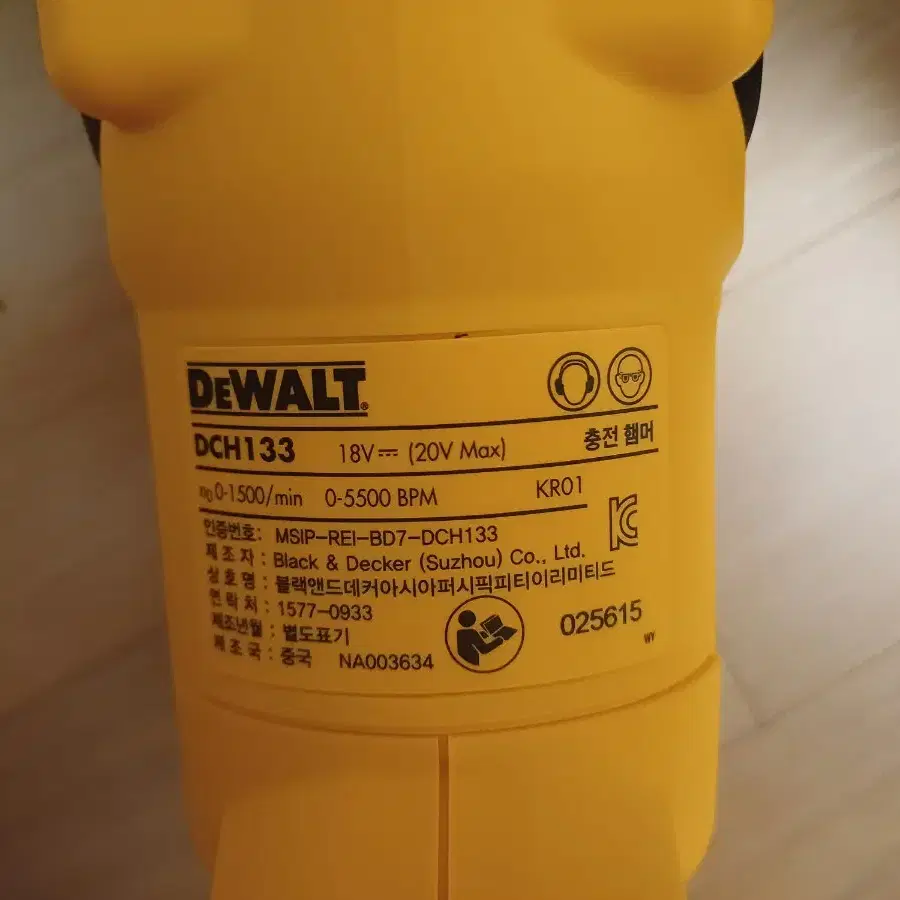 DEWALT®
DCH133 18V⎓ (20V Max) 충전 햄머
n₀ 0-1500/min 0-5500 BPM KR01
인증번호: MSIP-REI-BD7-DCH133
제조자: Black & Decker (Suzhou) Co., Ltd.
상호명: 블랙앤드데커아시아퍼시픽피티이리미티드
연락처: 1577-0933
제조년월: 별도표기
제조국: 중국 NA003634
025615
WY